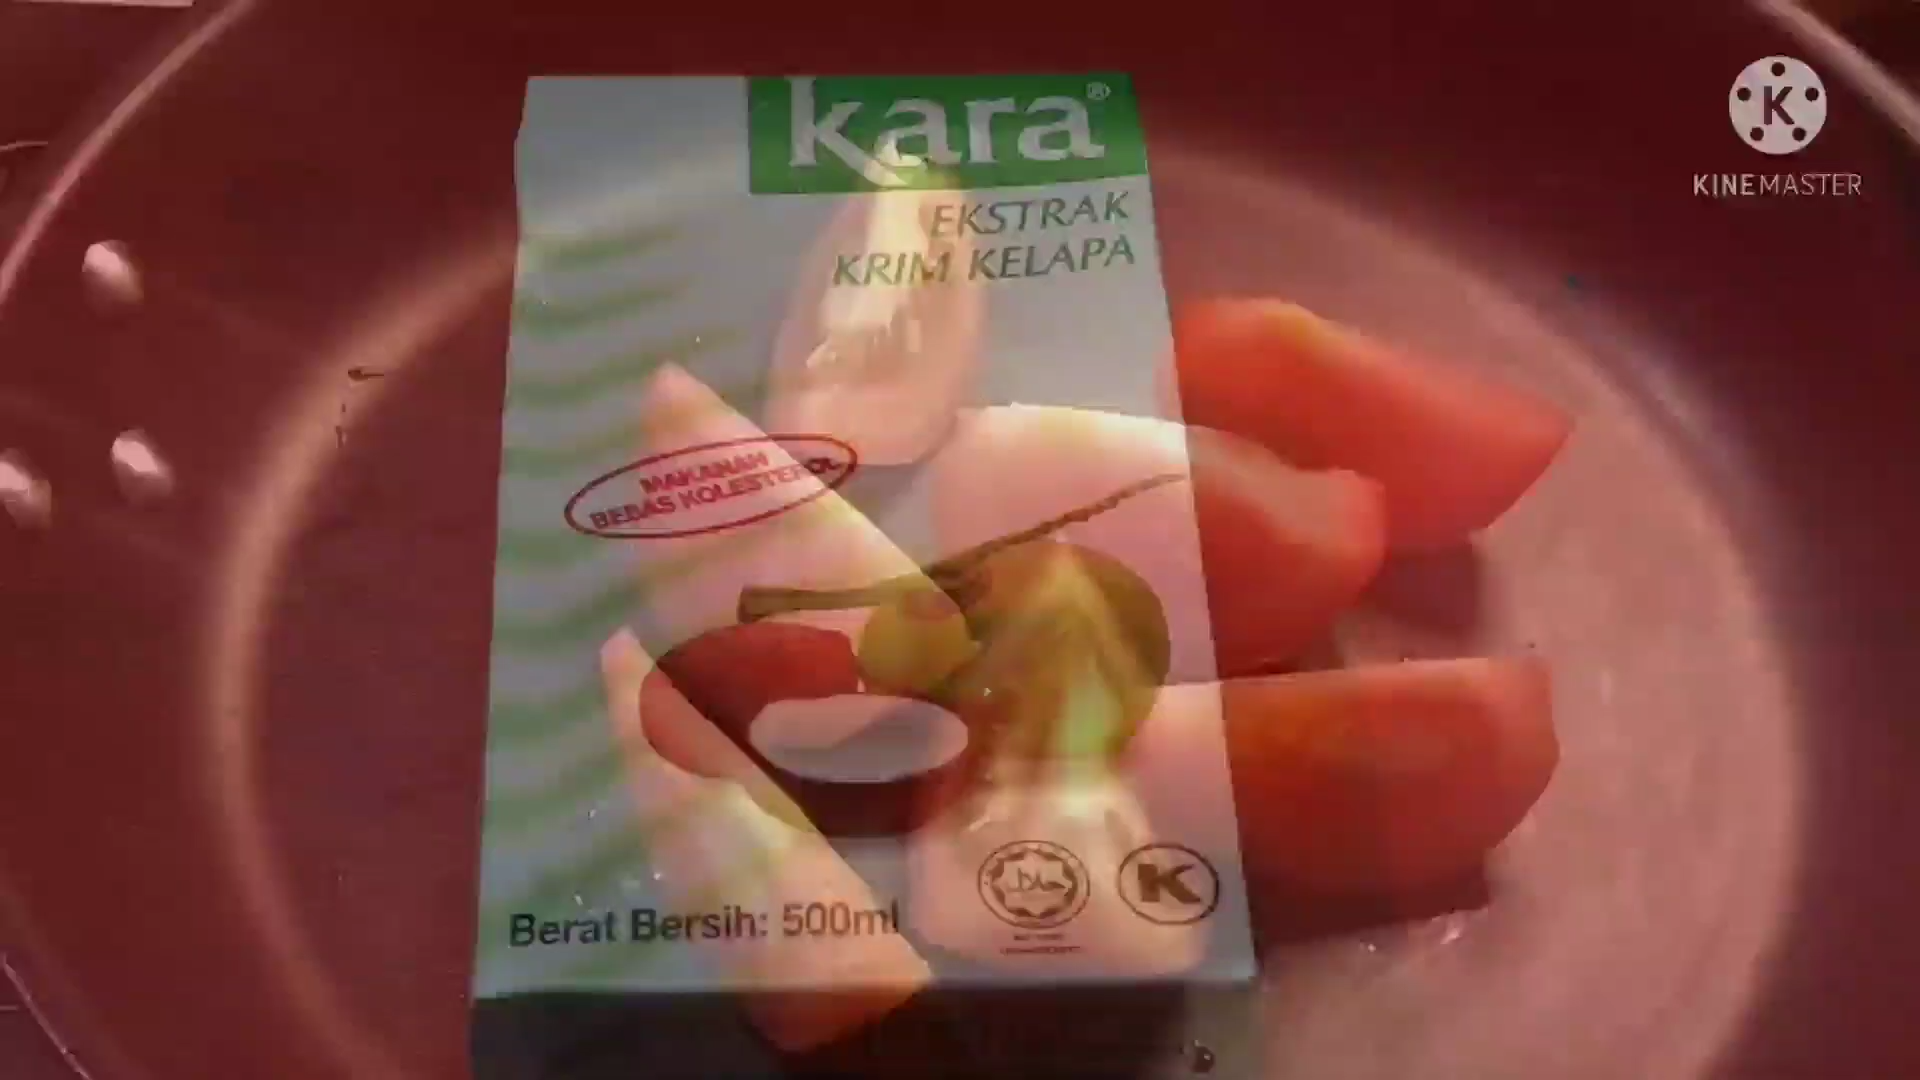 kara®
EKSTRAK
KRIM KELAPA
MAKANAN
BEBAS KOLESTEROL
Berat Bersih: 500ml
K
K
KINEMASTER